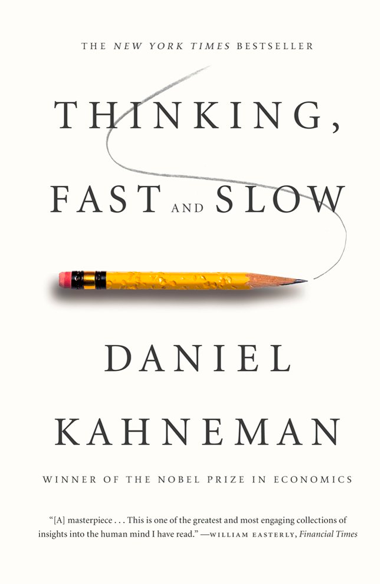 THE NEW YORK TIMES BESTSELLER
THINKING,
FAST AND SLOW
DANIEL
KAHNEMAN
WINNER OF THE NOBEL PRIZE IN ECONOMICS
“[A] masterpiece . . . This is one of the greatest and most engaging collections of
insights into the human mind I have read.” —WILLIAM EASTERLY, Financial Times